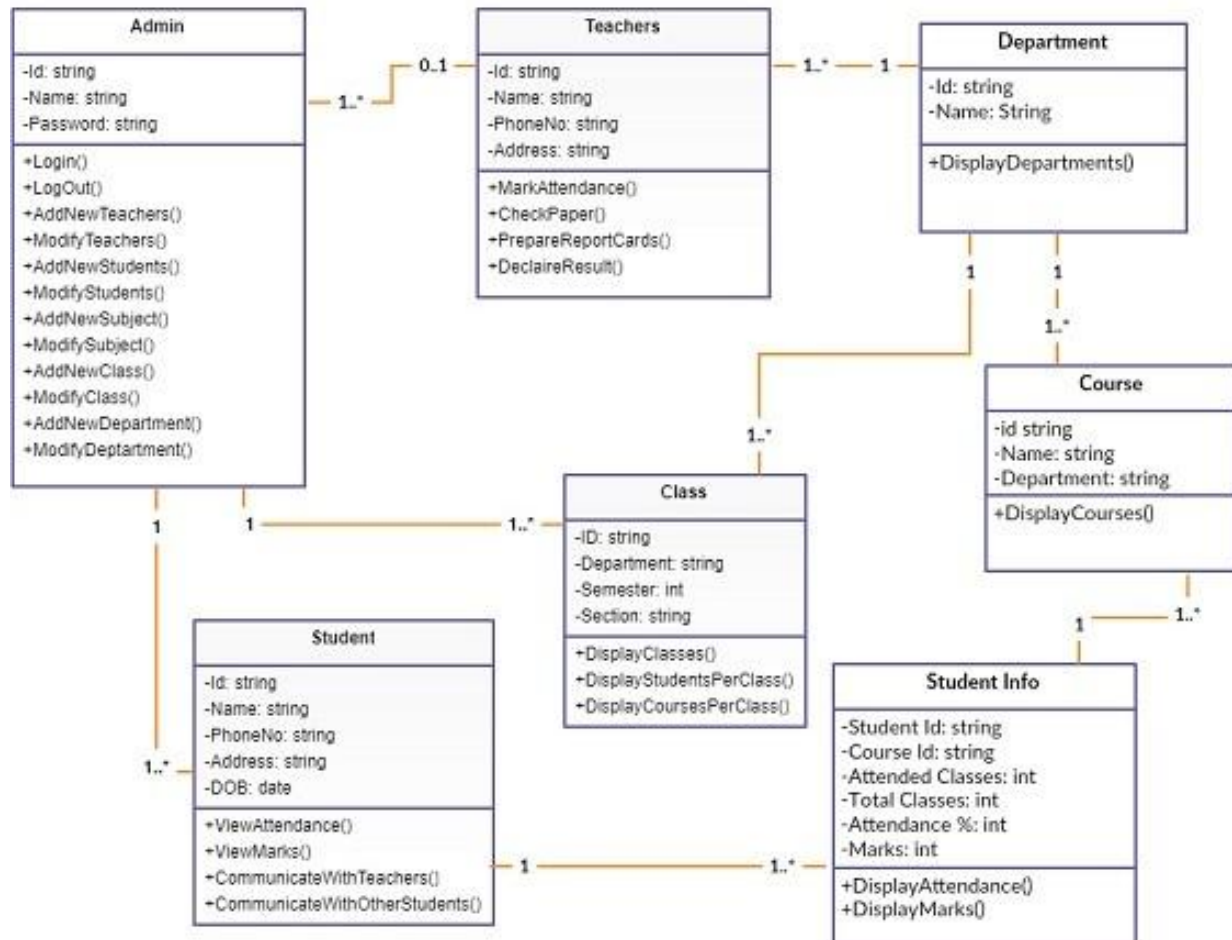 Admin
-Id: string
-Name: string
-Password: string
+Login()
+LogOut()
+AddNewTeachers()
+ModifyTeachers()
+AddNewStudents()
+ModifyStudents()
+AddNewSubject()
+ModifySubject()
+AddNewClass()
+ModifyClass()
+AddNewDepartment()
+ModifyDeptartment()
1..*
0..1
Teachers
-Id: string
-Name: string
-PhoneNo: string
-Address: string
+MarkAttendance()
+CheckPaper()
+PrepareReportCards()
+DeclaireResult()
1..*
1
Department
-Id: string
-Name: String
+DisplayDepartments()
1
1
1..*
1..*
Course
-id string
-Name: string
-Department: string
+DisplayCourses()
1
1
1..*
Class
-ID: string
-Department: string
-Semester: int
-Section: string
+DisplayClasses()
+DisplayStudentsPerClass()
+DisplayCoursesPerClass()
1..*
Student
-Id: string
-Name: string
-PhoneNo: string
-Address: string
-DOB: date
+ViewAttendance()
+ViewMarks()
+CommunicateWithTeachers()
+CommunicateWithOtherStudents()
1
1..*
1
1..*
Student Info
-Student Id: string
-Course Id: string
-Attended Classes: int
-Total Classes: int
-Attendance %: int
-Marks: int
+DisplayAttendance()
+DisplayMarks()